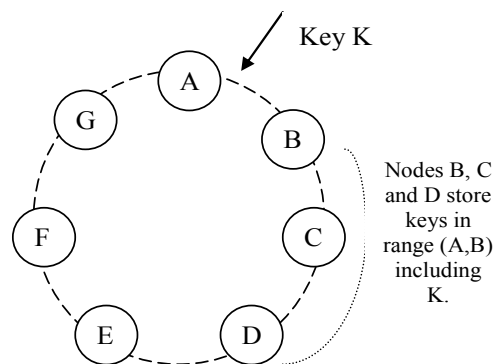 Key K
A
G
B
Nodes B, C
and D store
keys in
range (A,B)
including
K.
F
C
E
D